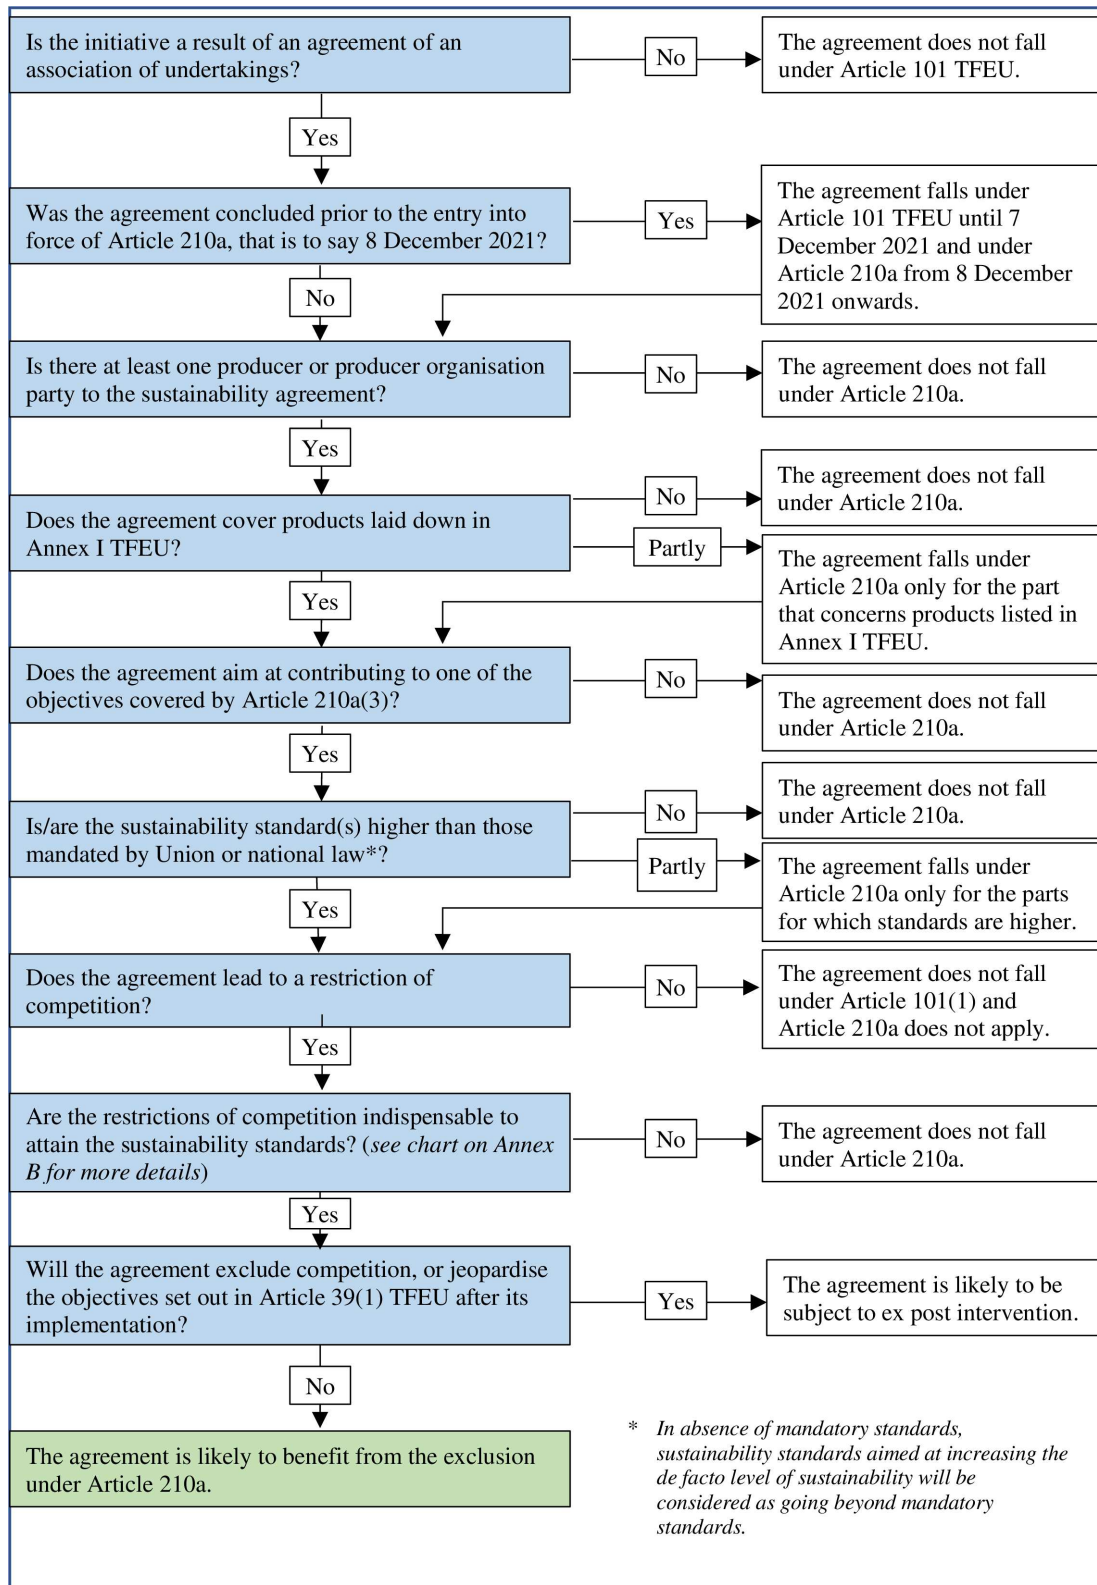 Is the initiative a result of an agreement of an
association of undertakings?
No
The agreement does not fall
under Article 101 TFEU.
Yes
Was the agreement concluded prior to the entry into
force of Article 210a, that is to say 8 December 2021?
Yes
The agreement falls under
Article 101 TFEU until 7
December 2021 and under
Article 210a from 8 December
2021 onwards.
No
Is there at least one producer or producer organisation
party to the sustainability agreement?
No
The agreement does not fall
under Article 210a.
Yes
Does the agreement cover products laid down in
Annex I TFEU?
No
The agreement does not fall
under Article 210a.
Partly
The agreement falls under
Article 210a only for the part
that concerns products listed in
Annex I TFEU.
Yes
Does the agreement aim at contributing to one of the
objectives covered by Article 210a(3)?
No
The agreement does not fall
under Article 210a.
Yes
Is/are the sustainability standard(s) higher than those
mandated by Union or national law*?
No
The agreement does not fall
under Article 210a.
Partly
The agreement falls under
Article 210a only for the parts
for which standards are higher.
Yes
Does the agreement lead to a restriction of
competition?
No
The agreement does not fall
under Article 101(1) and
Article 210a does not apply.
Yes
Are the restrictions of competition indispensable to
attain the sustainability standards? (see chart on Annex
B for more details)
No
The agreement does not fall
under Article 210a.
Yes
Will the agreement exclude competition, or jeopardise
the objectives set out in Article 39(1) TFEU after its
implementation?
Yes
The agreement is likely to be
subject to ex post intervention.
No
The agreement is likely to benefit from the exclusion
under Article 210a.
* In absence of mandatory standards,
sustainability standards aimed at increasing the
de facto level of sustainability will be
considered as going beyond mandatory
standards.